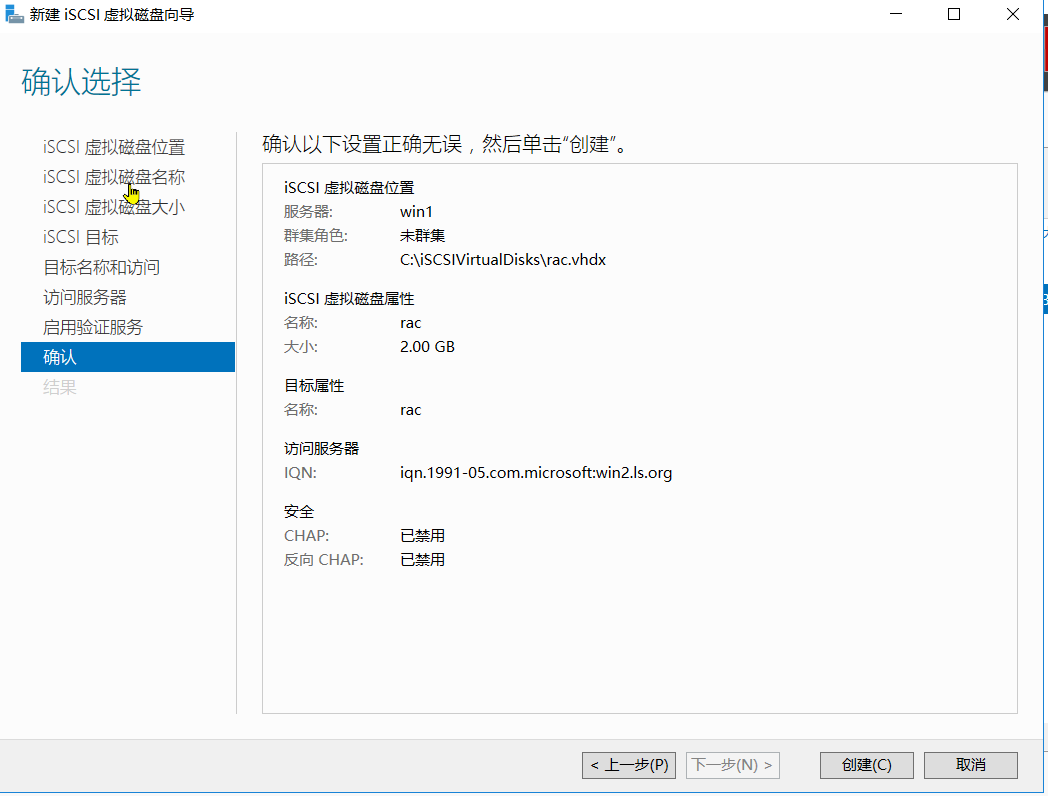 新建 iSCSI 虚拟磁盘向导
确认选择
iSCSI 虚拟磁盘位置
iSCSI 虚拟磁盘名称
iSCSI 虚拟磁盘大小
iSCSI 目标
目标名称和访问
访问服务器
启用验证服务
确认
结果
确认以下设置正确无误，然后单击“创建”。
iSCSI 虚拟磁盘位置
服务器: win1
群集角色: 未群集
路径: C:\iSCSIVirtualDisks\rac.vhdx
iSCSI 虚拟磁盘属性
名称: rac
大小: 2.00 GB
目标属性
名称: rac
访问服务器
IQN: iqn.1991-05.com.microsoft:win2.ls.org
安全
CHAP: 已禁用
反向 CHAP: 已禁用
< 上一步(P) 下一步(N) > 创建(C) 取消